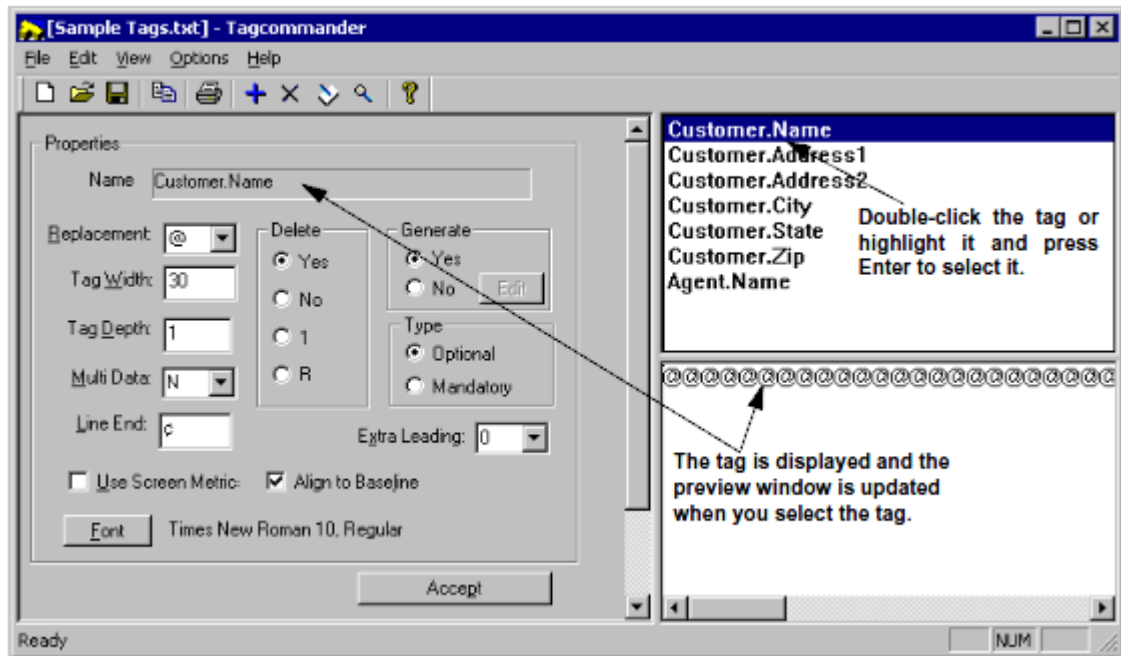 [Sample Tags.txt] - Tagcommander
File Edit View Options Help
Properties
Name Customer.Name
Replacement: @
Tag Width: 30
Tag Depth: 1
Multi Data: N
Line End: ¢
Delete
Yes
No
1
R
Generate
Yes
No Edit
Type
Optional
Mandatory
Extra Leading: 0
Use Screen Metric:
Align to Baseline
Font Times New Roman 10, Regular
Accept
Customer.Name
Customer.Address1
Customer.Address2
Customer.City
Customer.State
Customer.Zip
Agent.Name
Double-click the tag or
highlight it and press
Enter to select it.
@@@@@@@@@@@@@@@@@@@@@@@@
The tag is displayed and the
preview window is updated
when you select the tag.
Ready NUM